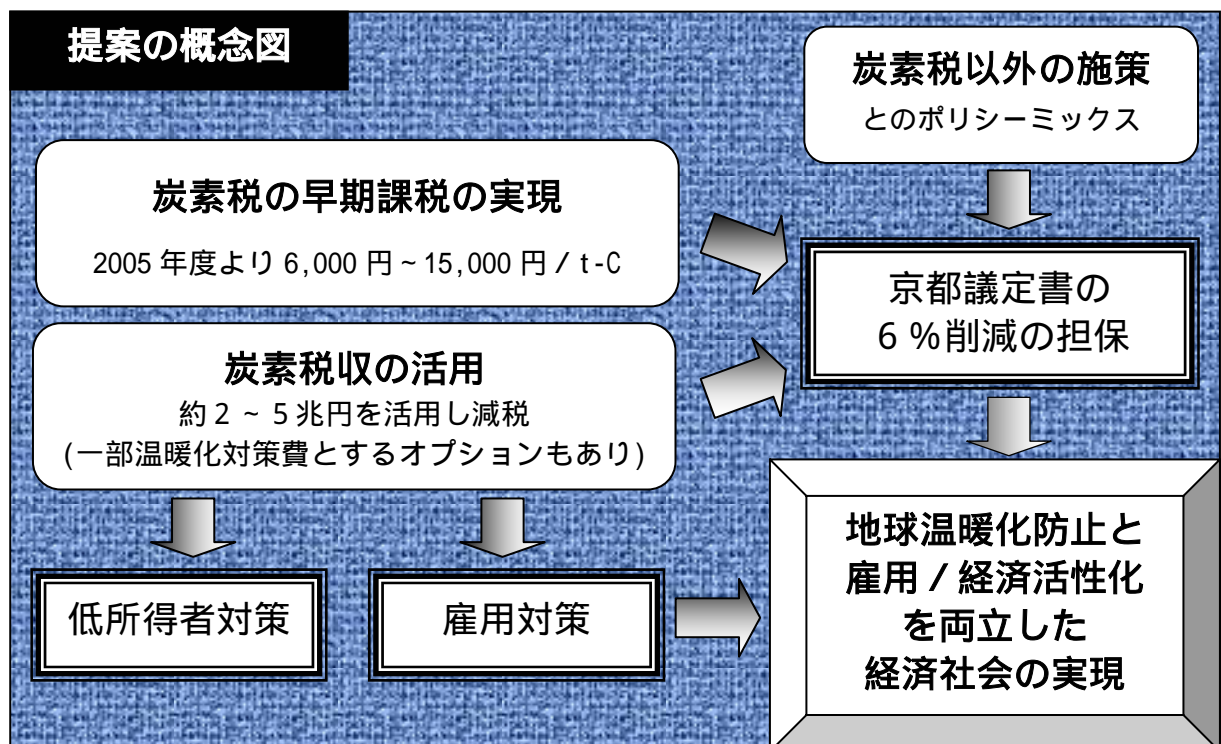 提案の概念図
炭素税以外の施策
とのポリシーミックス
炭素税の早期課税の実現
2005年度より6,000円~15,000円/t-C
京都議定書の
6%削減の担保
炭素税収の活用
約2~5兆円を活用し減税
(一部温暖化対策費とするオプションもあり)
低所得者対策
雇用対策
地球温暖化防止と
雇用/経済活性化
を両立した
経済社会の実現